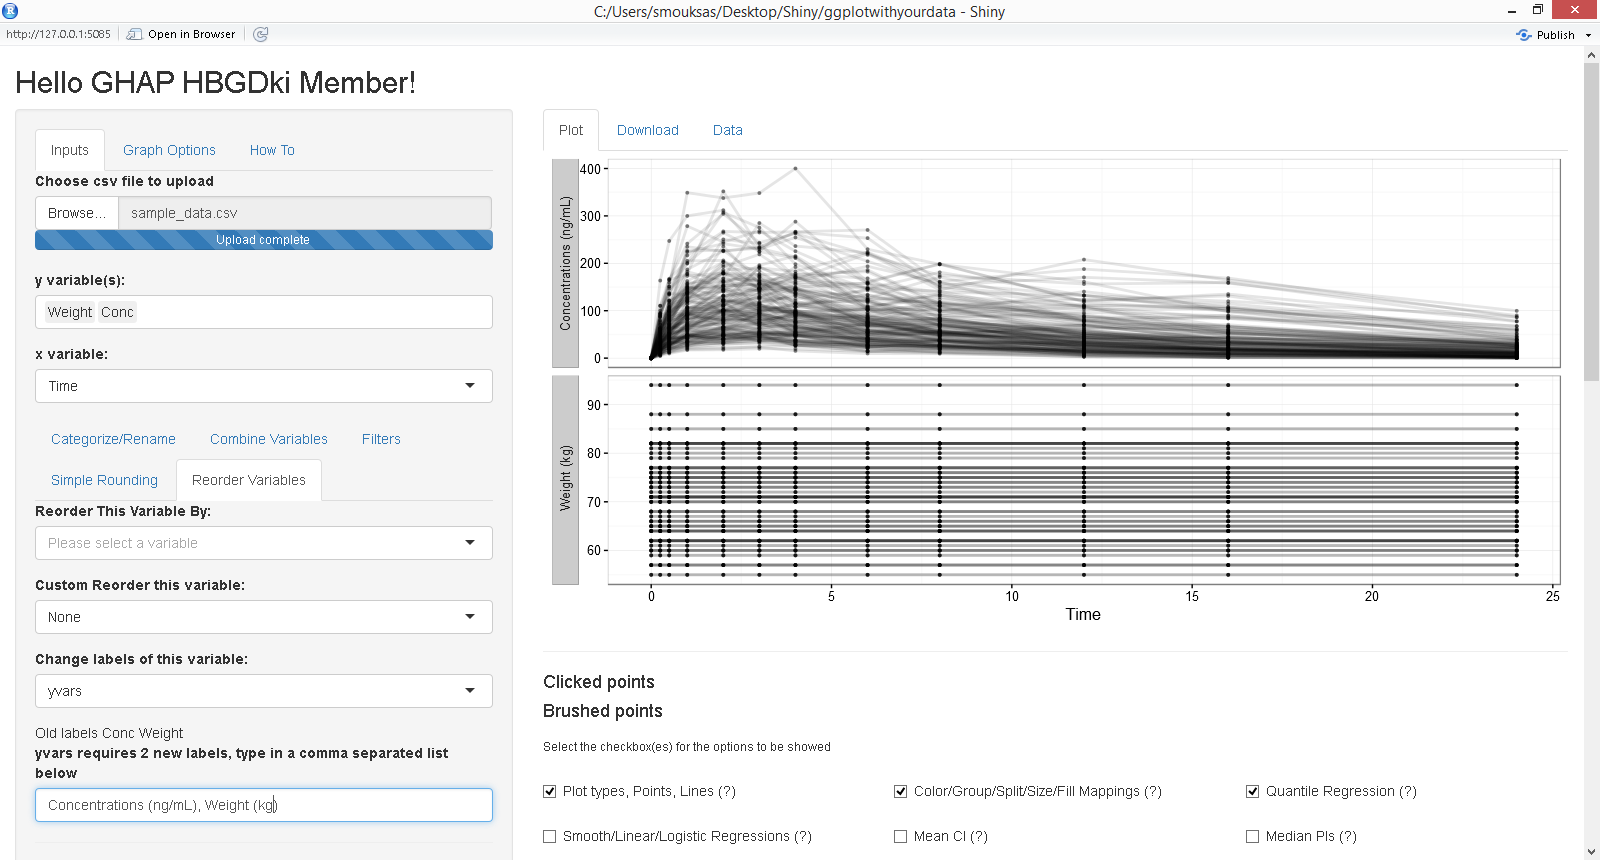 C:/Users/smouksas/Desktop/Shiny/ggplotwithyourdata - Shiny
http://127.0.0.1:5085
Open in Browser
Publish
Hello GHAP HBGDki Member!
Inputs
Graph Options
How To
Choose csv file to upload
Browse...
sample_data.csv
Upload complete
y variable(s):
Weight Conc
x variable:
Time
Categorize/Rename
Combine Variables
Filters
Simple Rounding
Reorder Variables
Reorder This Variable By:
Please select a variable
Custom Reorder this variable:
None
Change labels of this variable:
yvars
Old labels Conc Weight
yvars requires 2 new labels, type in a comma separated list
below
Concentrations (ng/mL), Weight (kg)
Plot
Download
Data
Concentrations (ng/mL)
400
300
200
100
0
Weight (kg)
90
80
70
60
0
5
10
15
20
25
Time
Clicked points
Brushed points
Select the checkbox(es) for the options to be showed
Plot types, Points, Lines (?)
Color/Group/Split/Size/Fill Mappings (?)
Quantile Regression (?)
Smooth/Linear/Logistic Regressions (?)
Mean CI (?)
Median PIs (?)